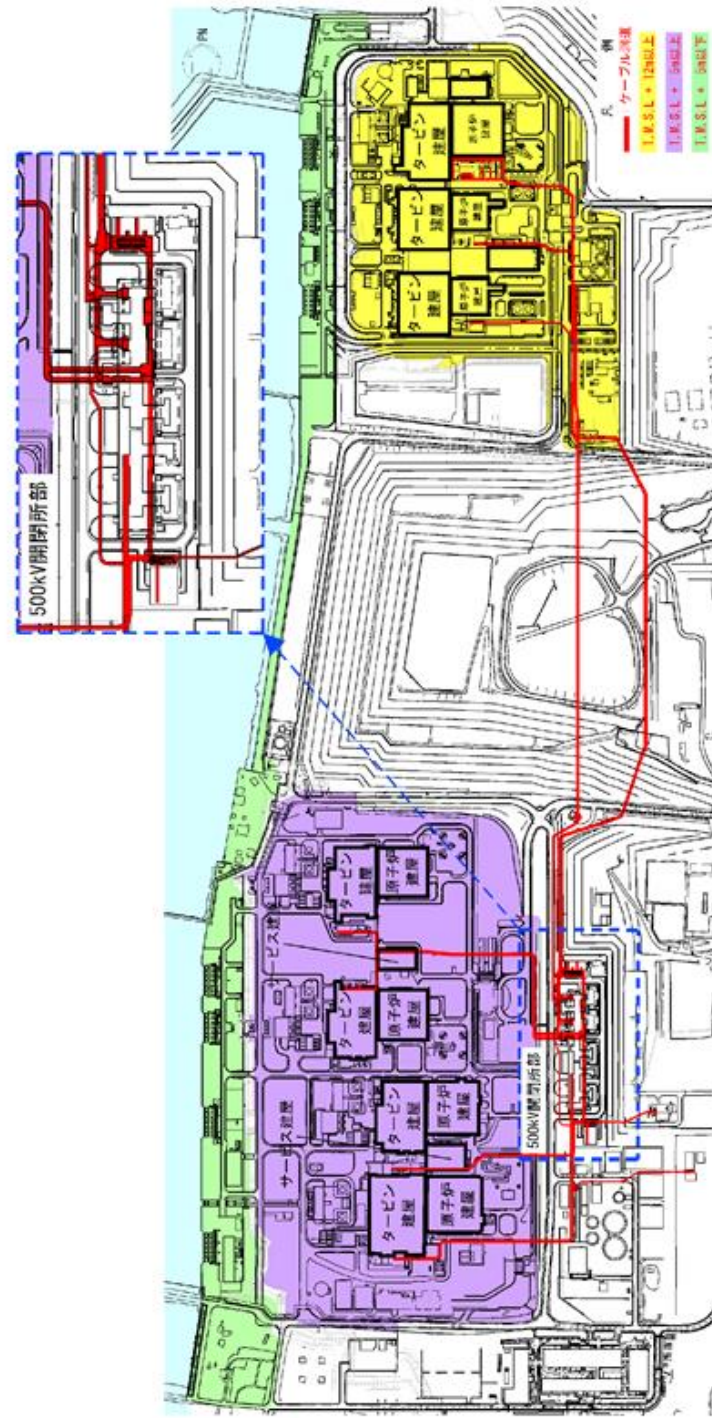 PN
凡例
ケーブル洞道
T.M.S.L + 12m以上
T.M.S.L + 5m以上
T.M.S.L + 5m以下
500kV開閉所部
タービン
建屋
原子炉
建屋
タービン
建屋
原子炉
建屋
タービン
建屋
原子炉
建屋
タービン
建屋
原子炉
建屋
サービス建屋
タービン
建屋
原子炉
建屋
サービス建屋
タービン
建屋
原子炉
建屋
タービン
建屋
原子炉
建屋
500kV開閉所部